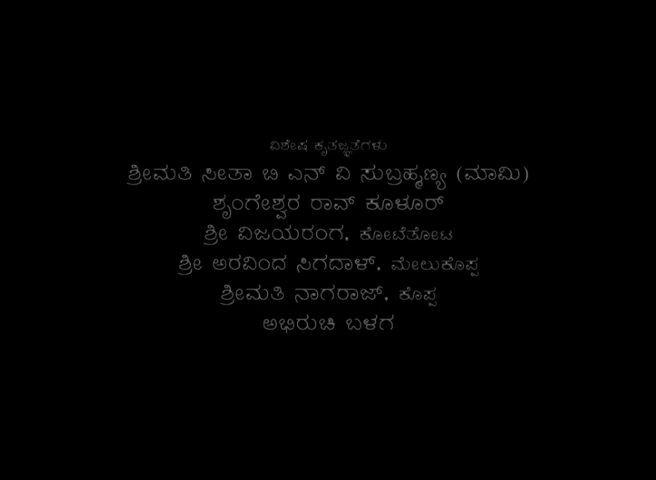 ವಿಶೇಷ ಕೃತಜ್ಞತೆಗಳು
ಶ್ರೀಮತಿ ಸೀತಾ ಬಿ ಎನ್ ವಿ ಸುಬ್ರಹ್ಮಣ್ಯ (ಮಾಮಿ)
ಶೃಂಗೇಶ್ವರ ರಾವ್ ಕೂಳೂರ್
ಶ್ರೀ ವಿಜಯರಂಗ, ಕೋಟೆತೋಟ
ಶ್ರೀ ಅರವಿಂದ ಸಿಗದಾಳ್, ಮೇಲುಕೊಪ್ಪ
ಶ್ರೀಮತಿ ನಾಗರಾಜ್, ಕೊಪ್ಪ
ಅಭಿರುಚಿ ಬಳಗ